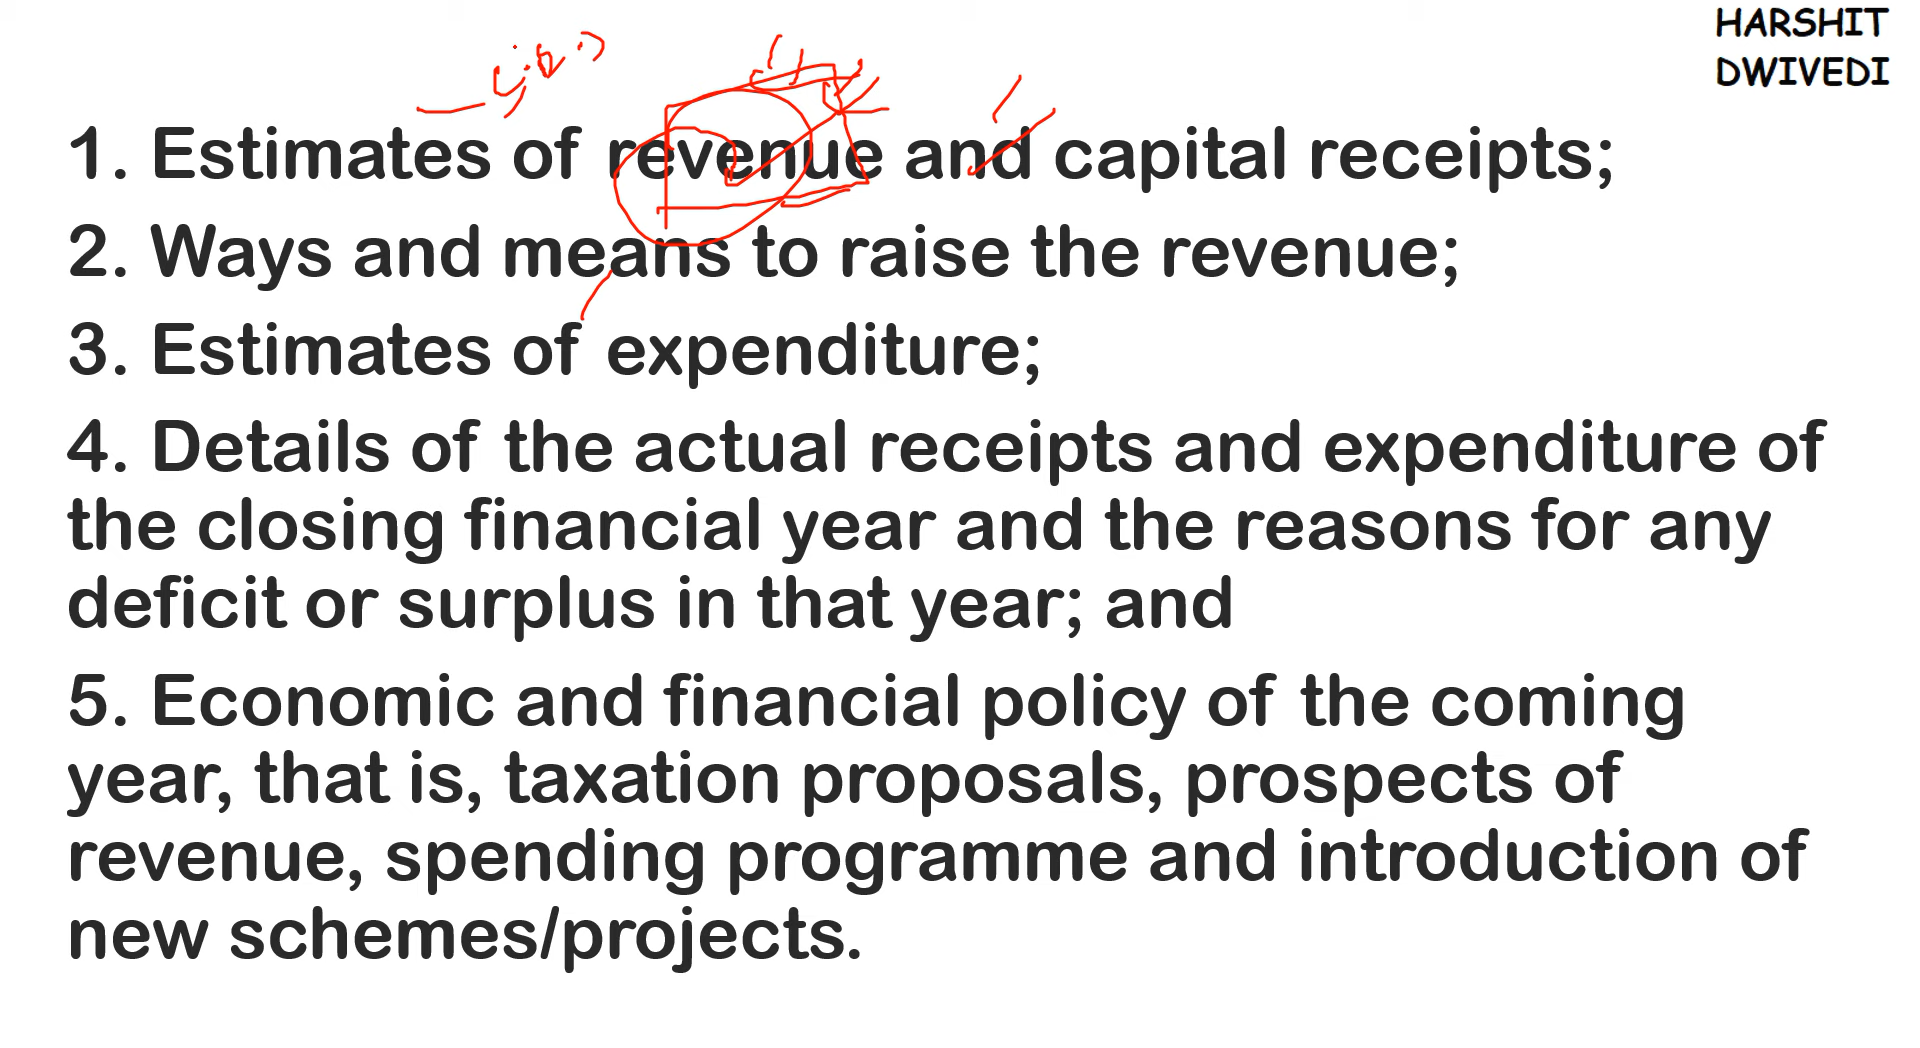 HARSHIT
DWIVEDI
1. Estimates of revenue and capital receipts;
2. Ways and means to raise the revenue;
3. Estimates of expenditure;
4. Details of the actual receipts and expenditure of
the closing financial year and the reasons for any
deficit or surplus in that year; and
5. Economic and financial policy of the coming
year, that is, taxation proposals, prospects of
revenue, spending programme and introduction of
new schemes/projects.